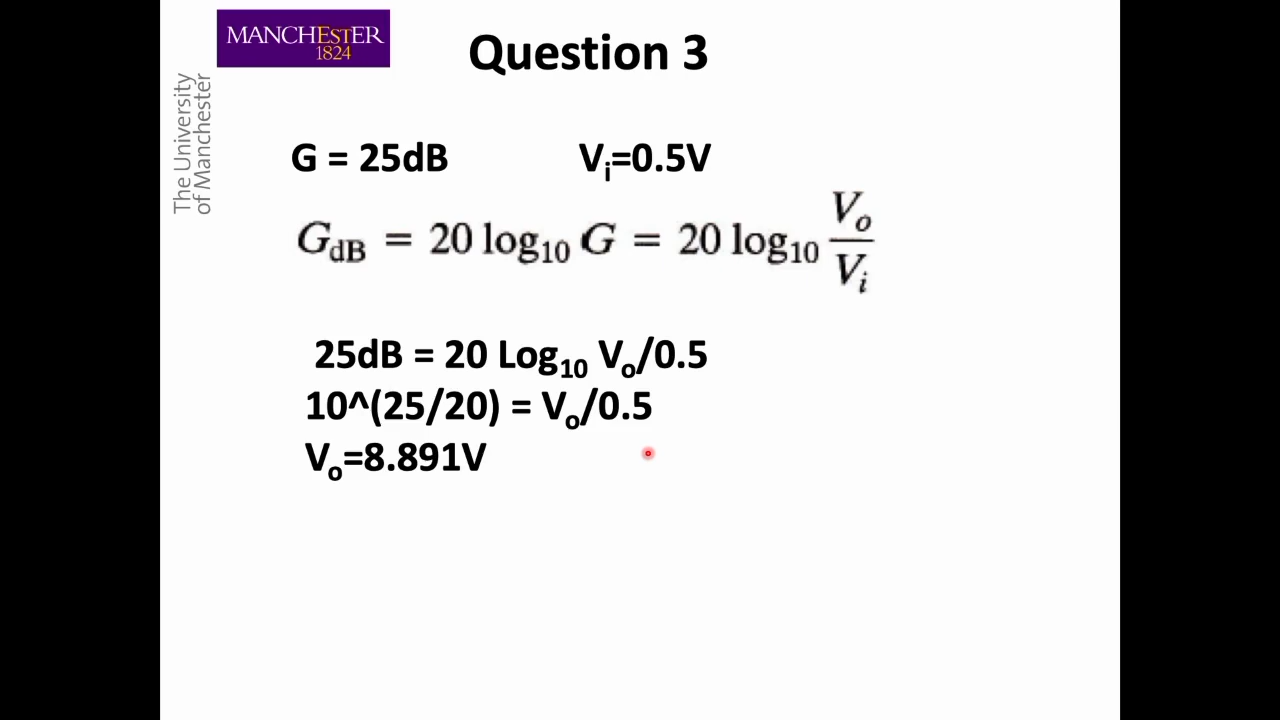 MANCHESTER
1824
The University
of Manchester
Question 3
G = 25dB Vi=0.5V
GdB = 20 log10 G = 20 log10 Vo/Vi
25dB = 20 Log10 Vo/0.5
10^(25/20) = Vo/0.5
Vo=8.891V